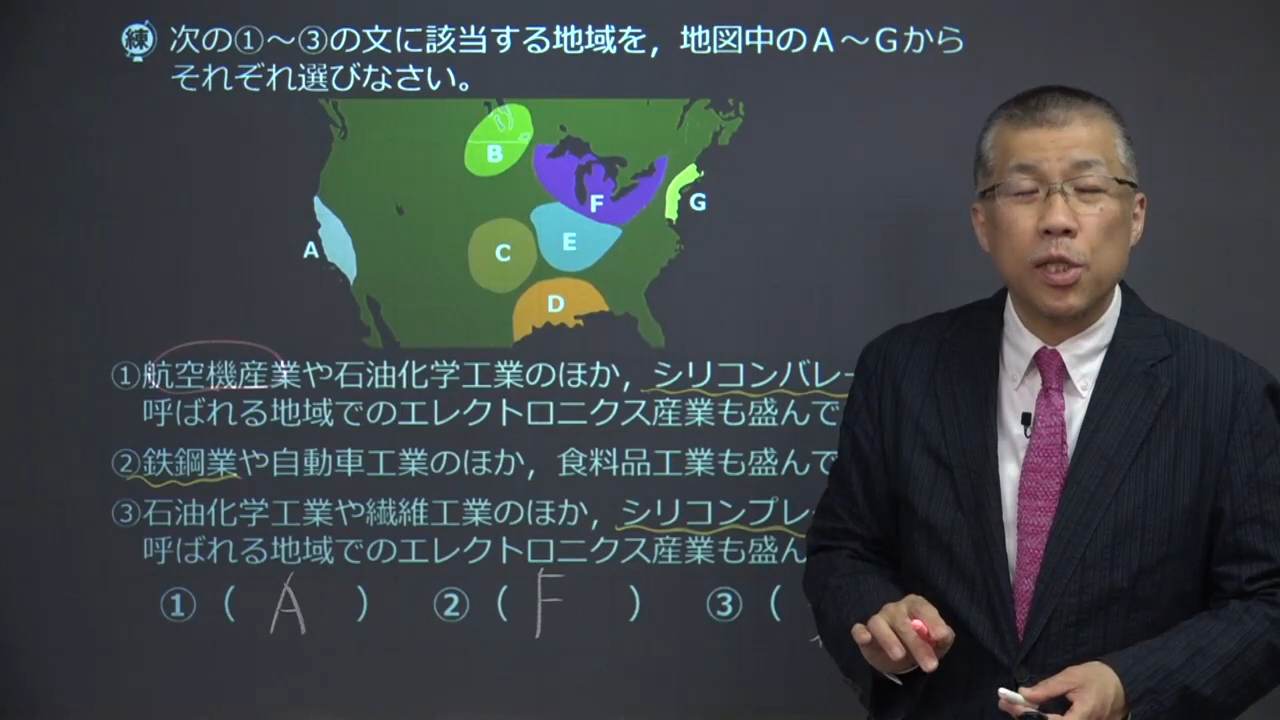 練 次の①～③の文に該当する地域を，地図中のA～Gから
それぞれ選びなさい。
B
F
G
A
C
E
D
①航空機産業や石油化学工業のほか，シリコンバレー
呼ばれる地域でのエレクトロニクス産業も盛んで
②鉄鋼業や自動車工業のほか，食料品工業も盛んで
③石油化学工業や繊維工業のほか，シリコンプレ
呼ばれる地域でのエレクトロニクス産業も盛ん
①（ A ） ②（ F ） ③（